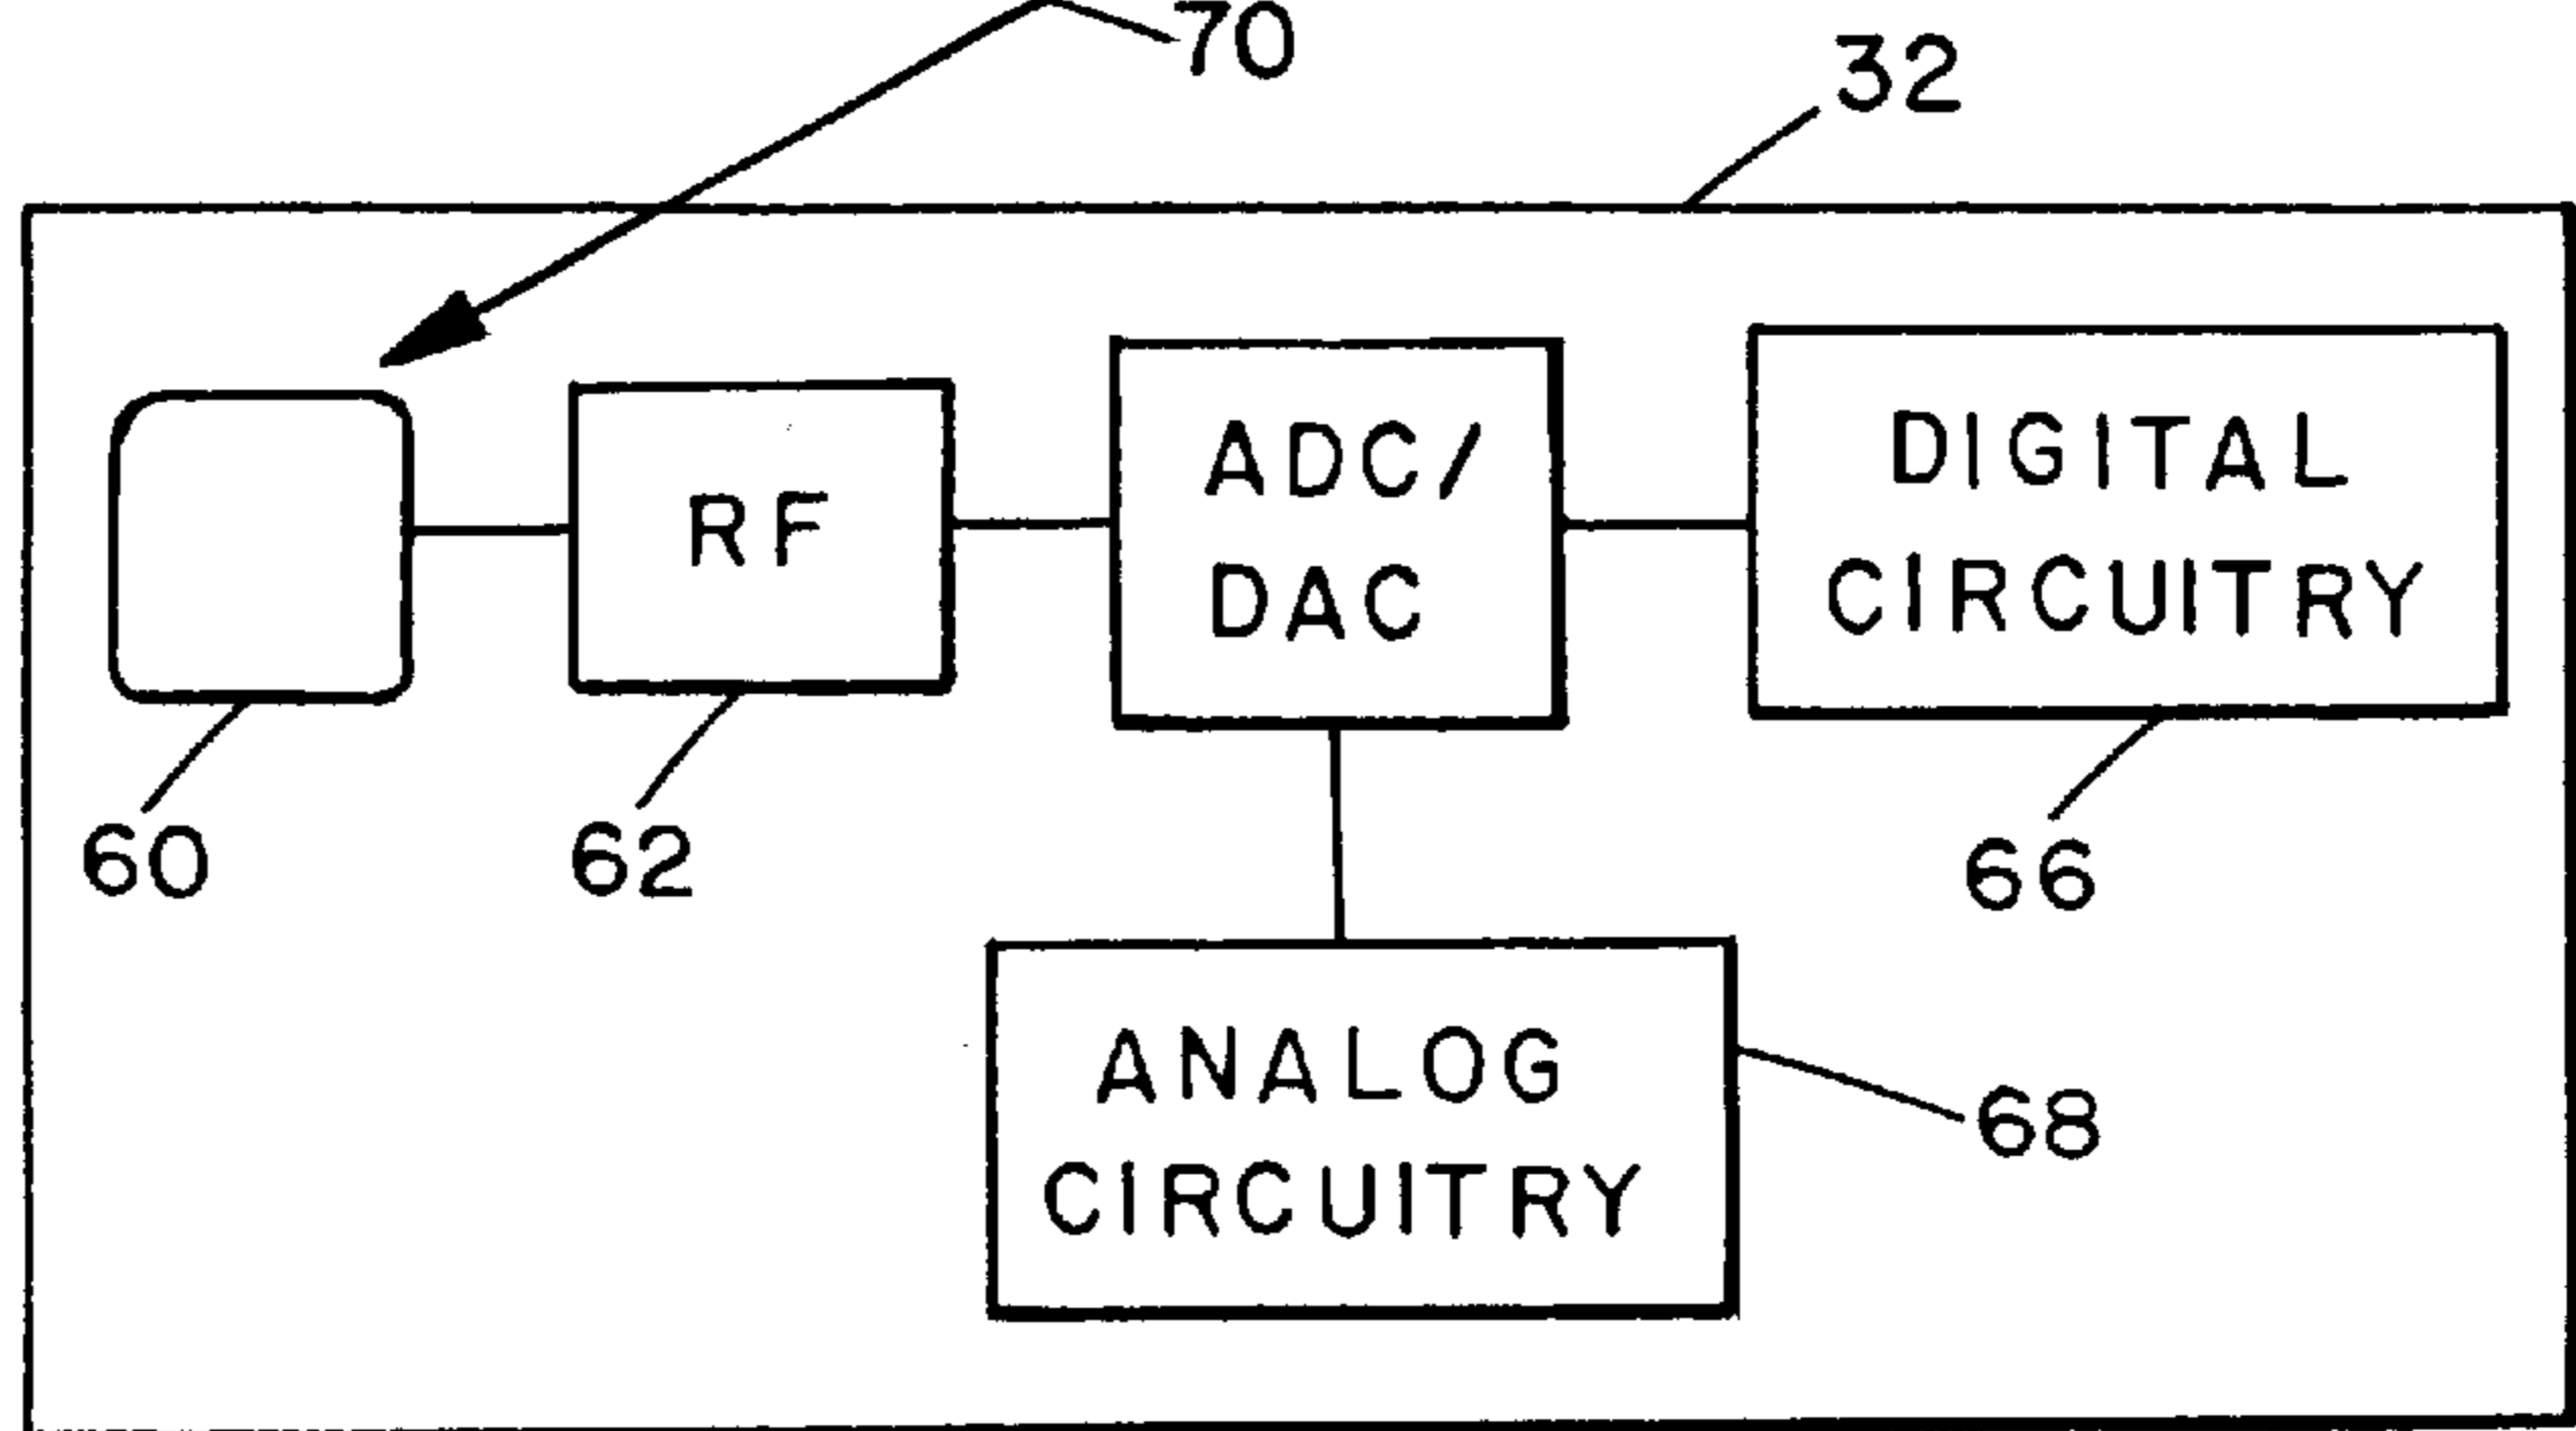 70
32
RF
ADC/
DAC
DIGITAL
CIRCUITRY
60
62
66
ANALOG
CIRCUITRY
68